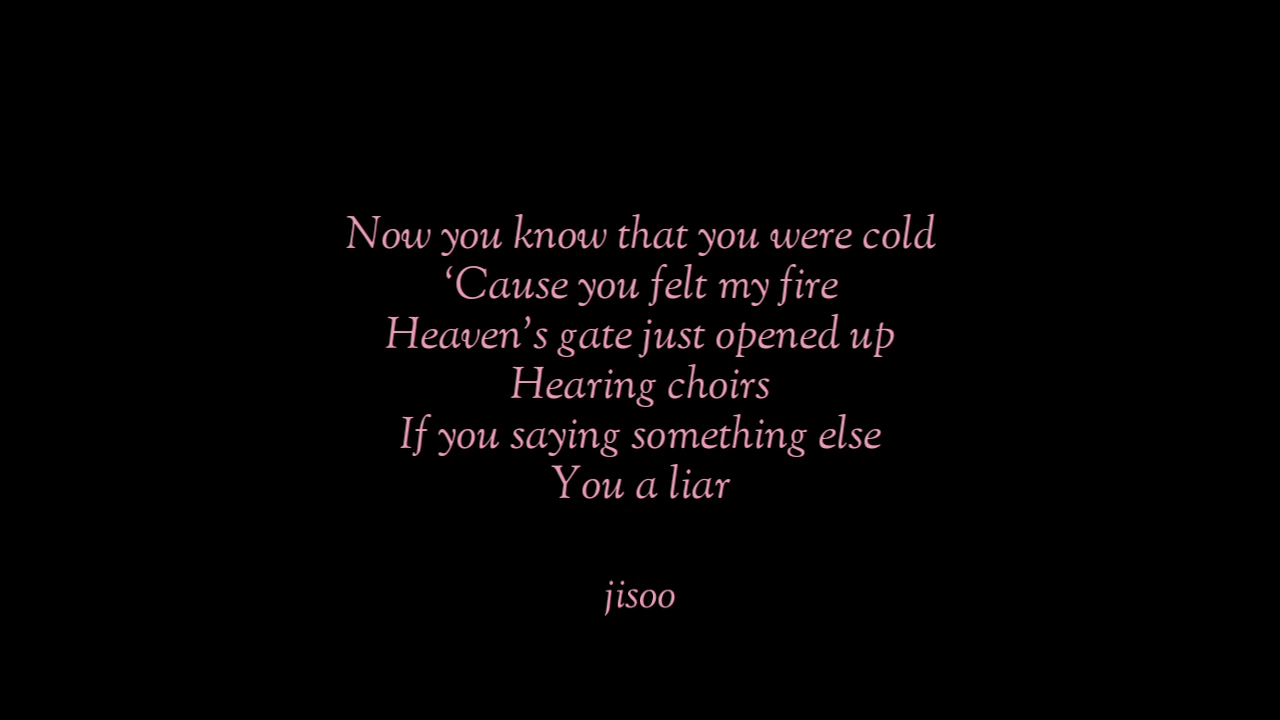 Now you know that you were cold
‘Cause you felt my fire
Heaven’s gate just opened up
Hearing choirs
If you saying something else
You a liar
jisoo